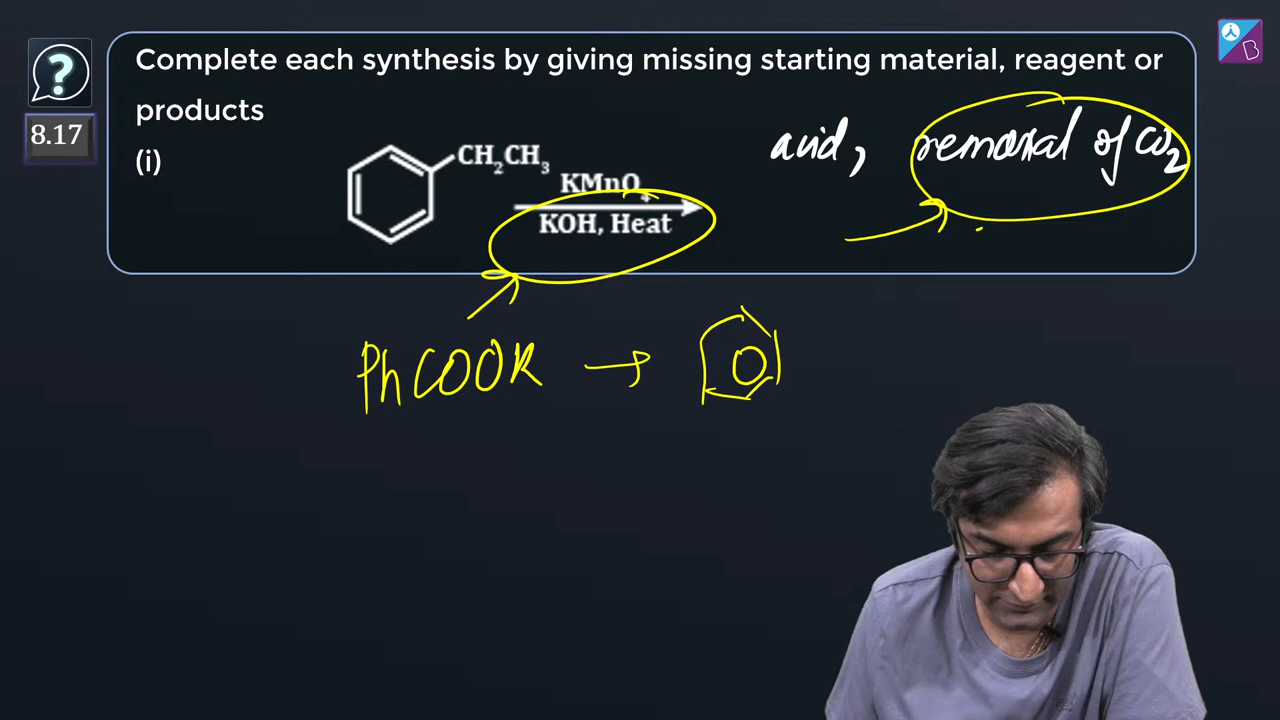 Complete each synthesis by giving missing starting material, reagent or
products
8.17
(i)
CH₂CH₃
KMnO₄
KOH, Heat
acid, removal of CO₂
PhCOOK →
B